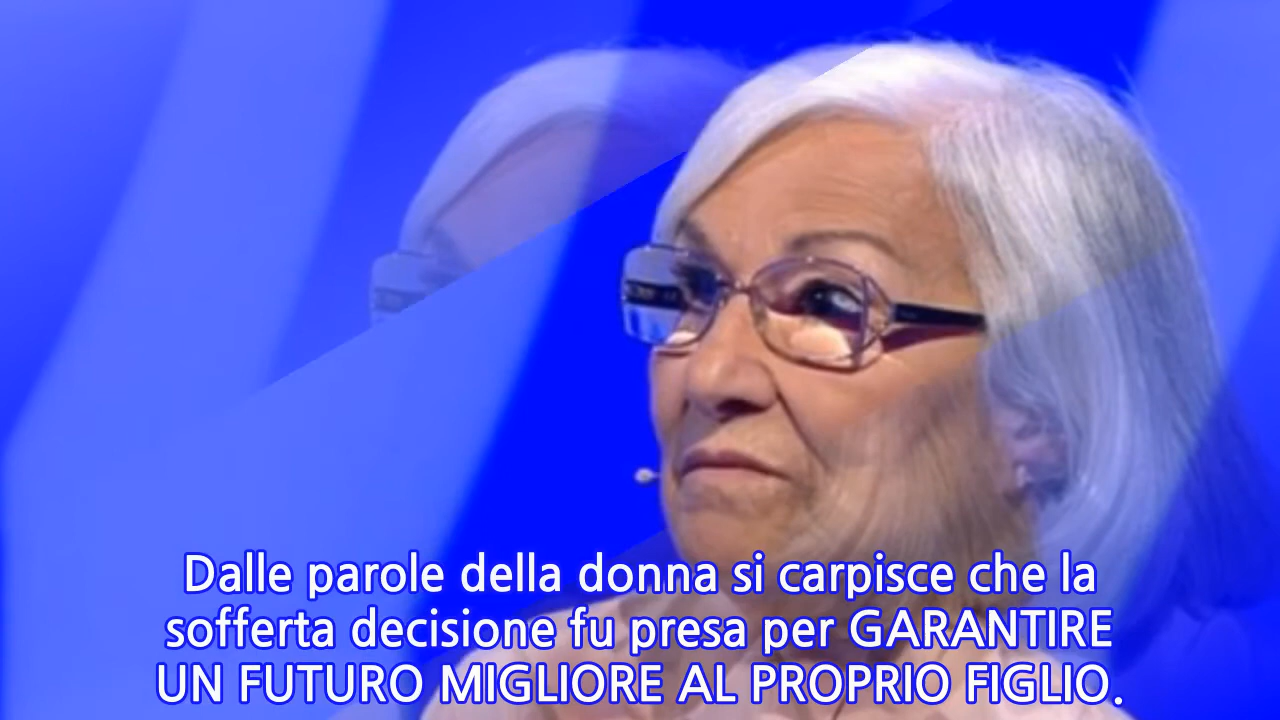 Dalle parole della donna si carpisce che la
sofferta decisione fu presa per GARANTIRE
UN FUTURO MIGLIORE AL PROPRIO FIGLIO.